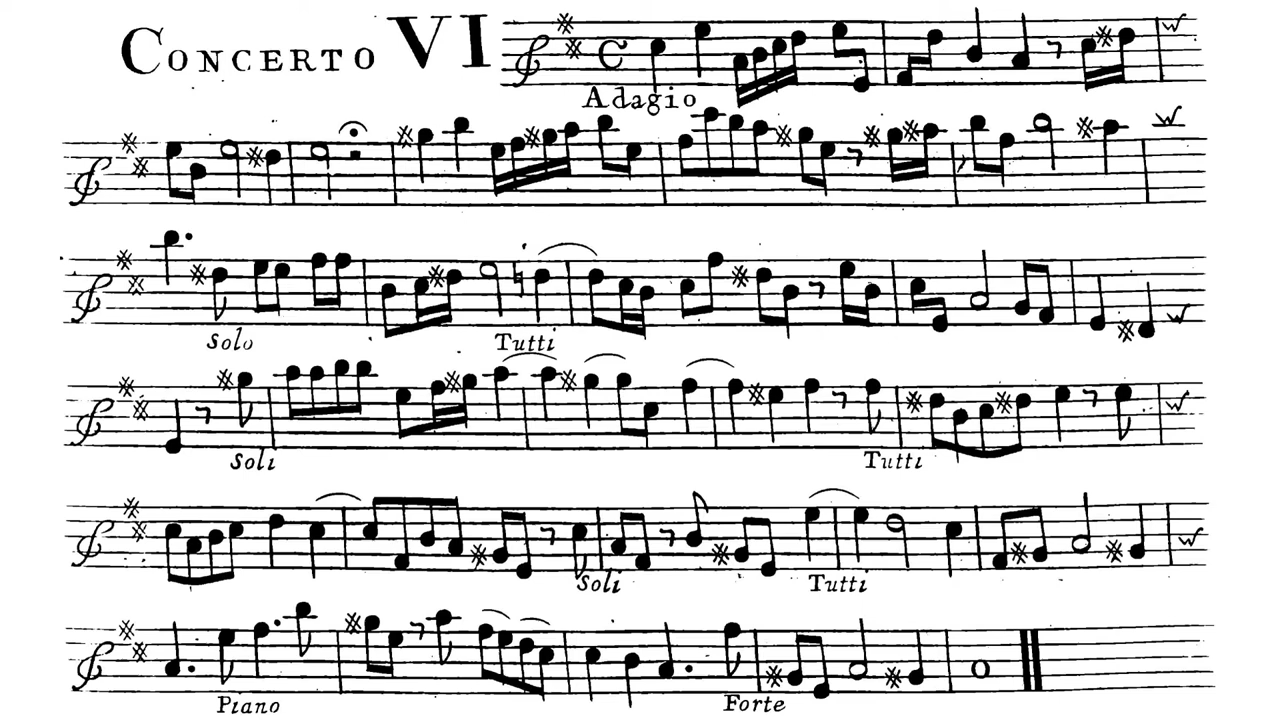 CONCERTO VI
Adagio
Solo Tutti
Soli Tutti
Soli Tutti
Piano Forte